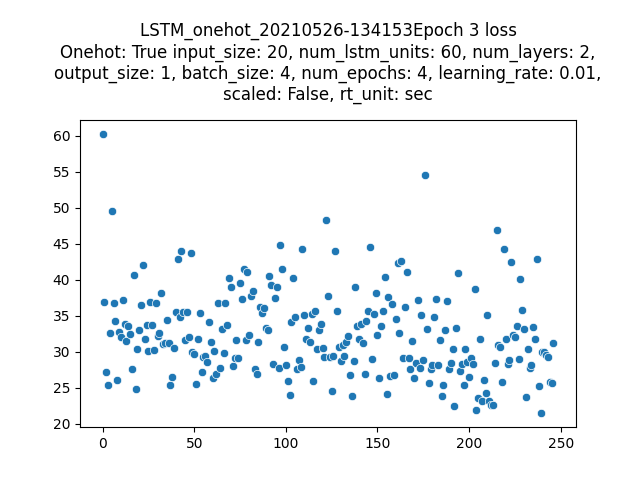 LSTM_onehot_20210526-134153Epoch 3 loss
Onehot: True input_size: 20, num_lstm_units: 60, num_layers: 2,
output_size: 1, batch_size: 4, num_epochs: 4, learning_rate: 0.01,
scaled: False, rt_unit: sec
60
55
50
45
40
35
30
25
20
0 50 100 150 200 250